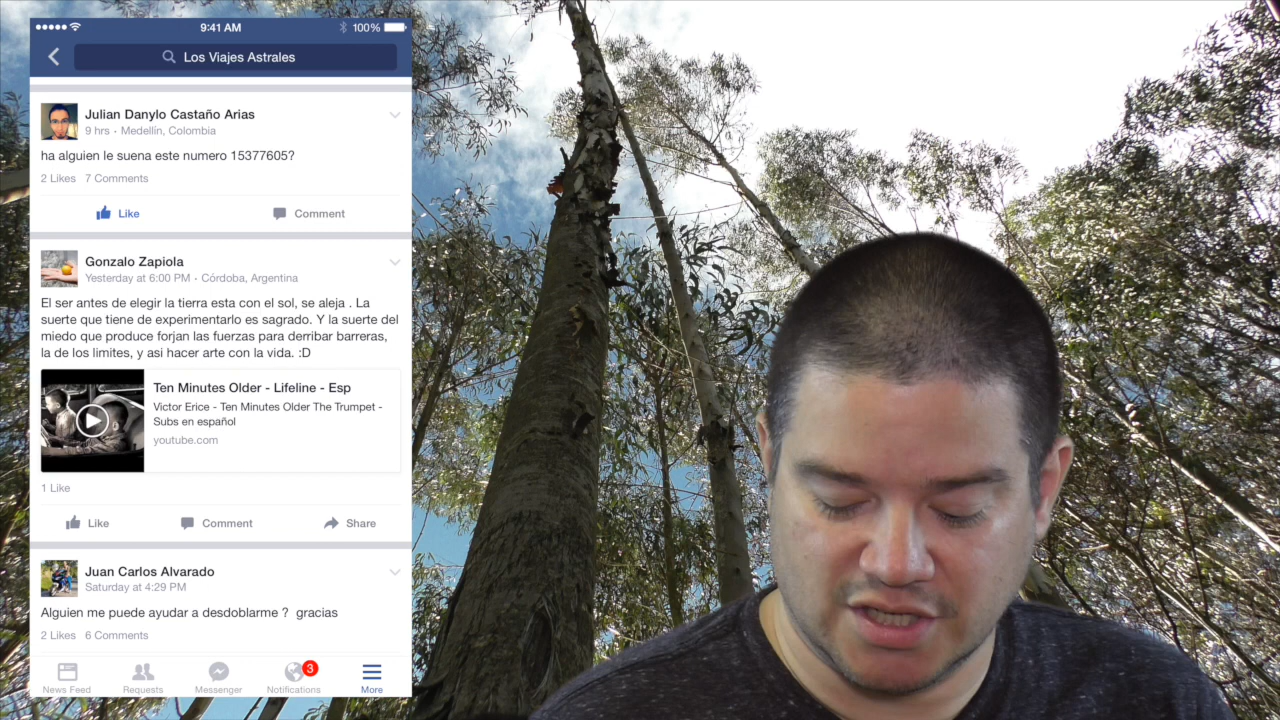 9:41 AM
100%
Los Viajes Astrales
Julian Danylo Castaño Arias
9 hrs · Medellín, Colombia
ha alguien le suena este numero 15377605?
2 Likes 7 Comments
Like Comment
Gonzalo Zapiola
Yesterday at 6:00 PM · Córdoba, Argentina
El ser antes de elegir la tierra esta con el sol, se aleja . La
suerte que tiene de experimentarlo es sagrado. Y la suerte del
miedo que produce forjan las fuerzas para derribar barreras,
la de los limites, y asi hacer arte con la vida. :D
Ten Minutes Older - Lifeline - Esp
Victor Erice - Ten Minutes Older The Trumpet -
Subs en español
youtube.com
1 Like
Like Comment Share
Juan Carlos Alvarado
Saturday at 4:29 PM
Alguien me puede ayudar a desdoblarme ? gracias
2 Likes 6 Comments
3
News Feed Requests Messenger Notifications More